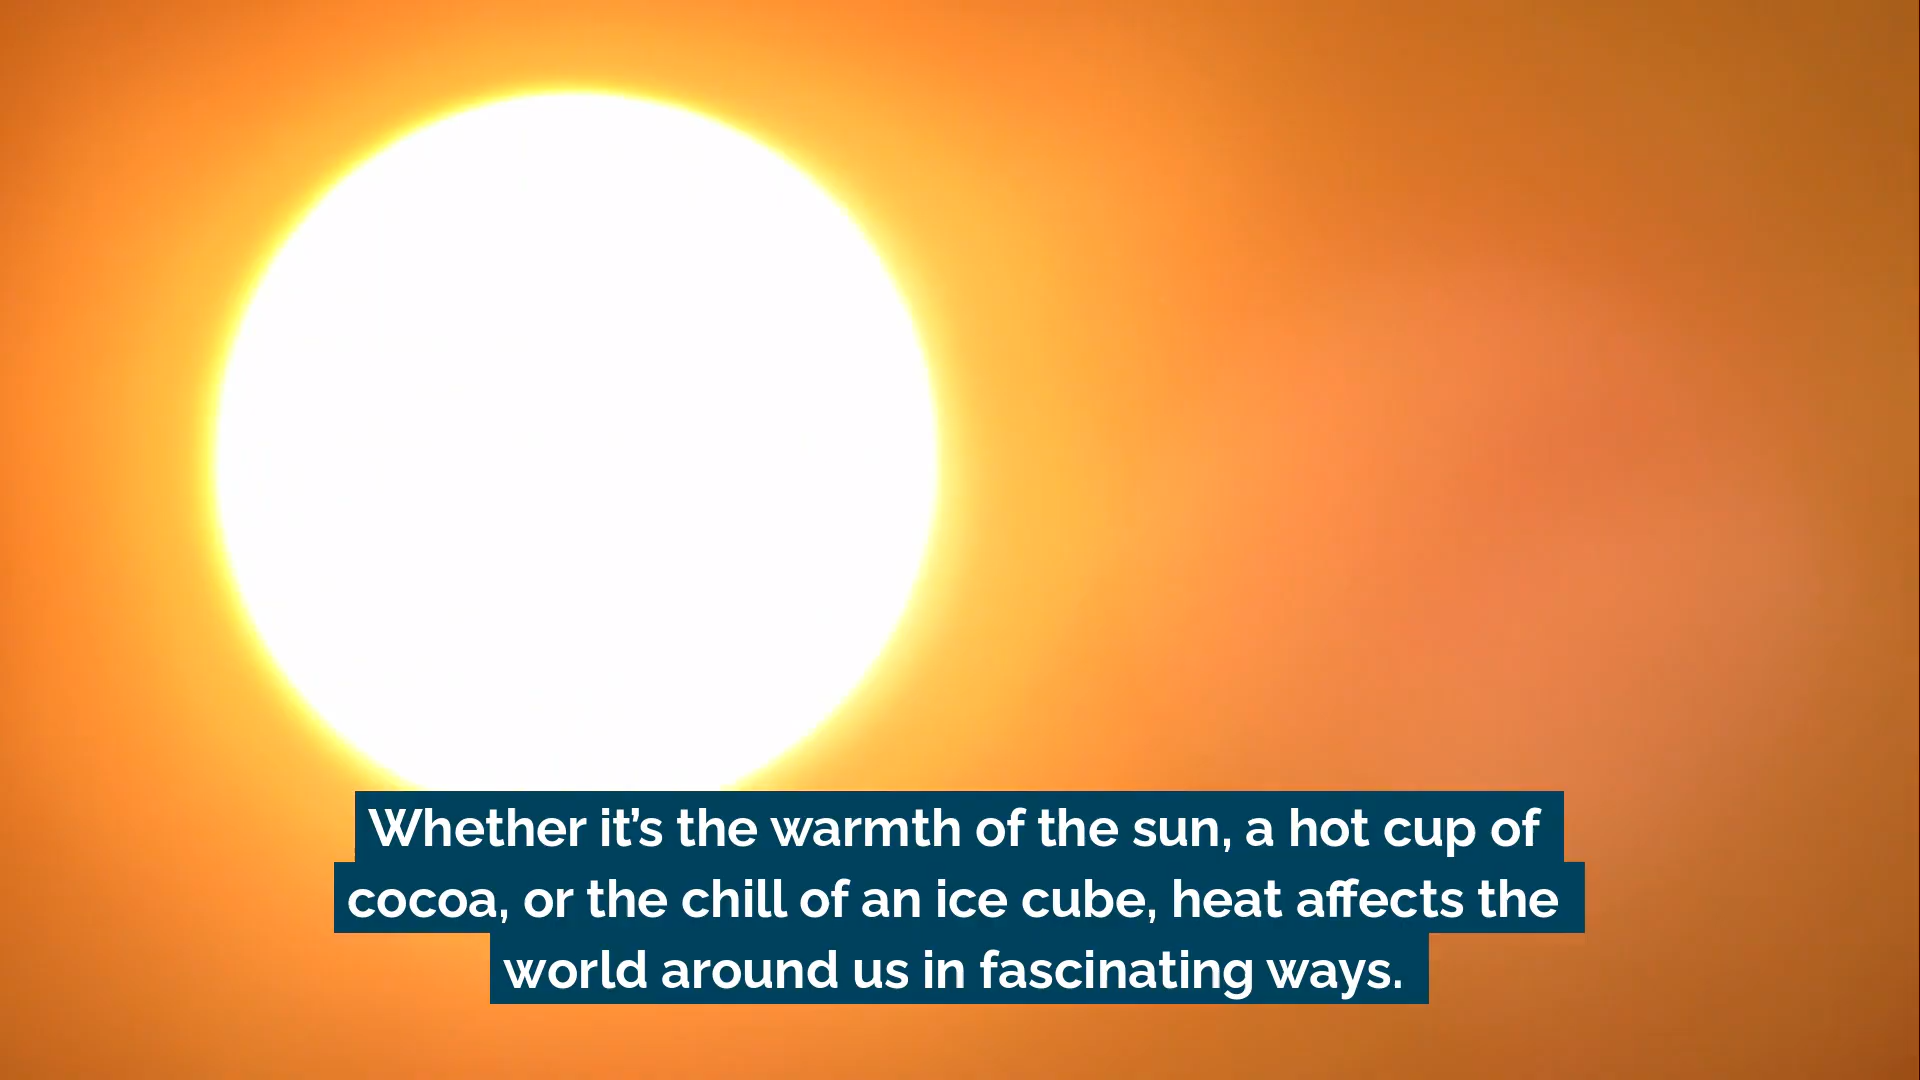 Whether it’s the warmth of the sun, a hot cup of
cocoa, or the chill of an ice cube, heat affects the
world around us in fascinating ways.